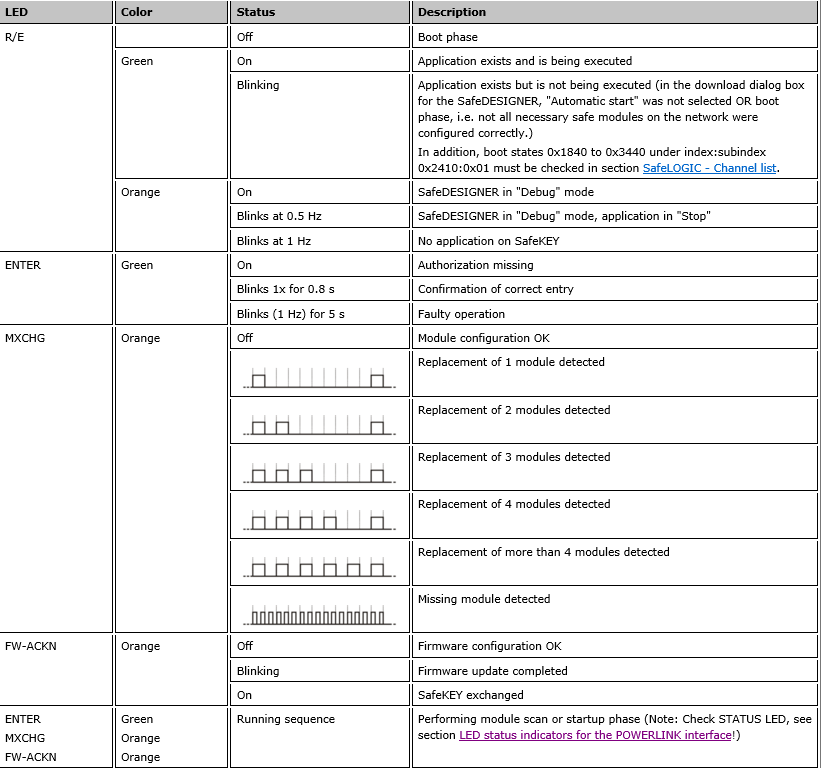 LED Color Status Description
R/E Off Boot phase
Green On Application exists and is being executed
Blinking Application exists but is not being executed (in the download dialog box
for the SafeDESIGNER, "Automatic start" was not selected OR boot
phase, i.e. not all necessary safe modules on the network were
configured correctly.)
In addition, boot states 0x1840 to 0x3440 under index:subindex
0x2410:0x01 must be checked in section SafeLOGIC - Channel list.
Orange On SafeDESIGNER in "Debug" mode
Blinks at 0.5 Hz SafeDESIGNER in "Debug" mode, application in "Stop"
Blinks at 1 Hz No application on SafeKEY
ENTER Green On Authorization missing
Blinks 1x for 0.8 s Confirmation of correct entry
Blinks (1 Hz) for 5 s Faulty operation
MXCHG Orange Off Module configuration OK
Replacement of 1 module detected
Replacement of 2 modules detected
Replacement of 3 modules detected
Replacement of 4 modules detected
Replacement of more than 4 modules detected
Missing module detected
FW-ACKN Orange Off Firmware configuration OK
Blinking Firmware update completed
On SafeKEY exchanged
ENTER Green Running sequence Performing module scan or startup phase (Note: Check STATUS LED, see
MXCHG Orange section LED status indicators for the POWERLINK interface!)
FW-ACKN Orange